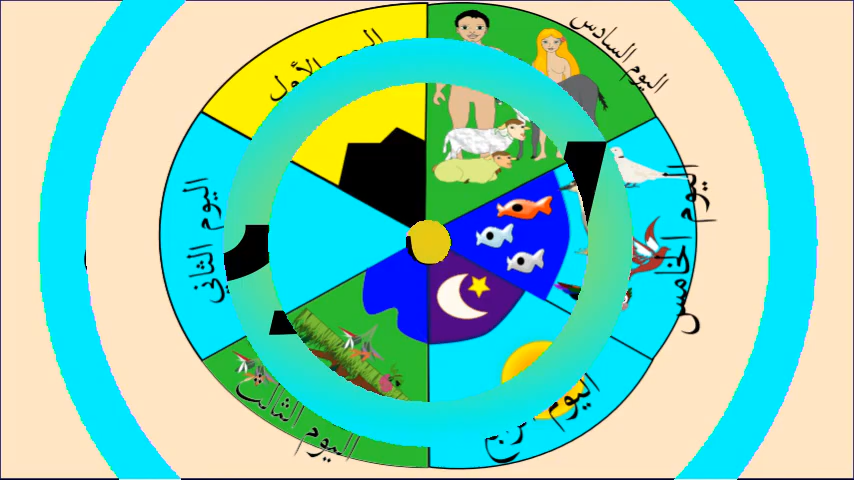 اليوم الأول
اليوم الثاني
اليوم الثالث
اليوم
اليوم الخامس
اليوم السادس